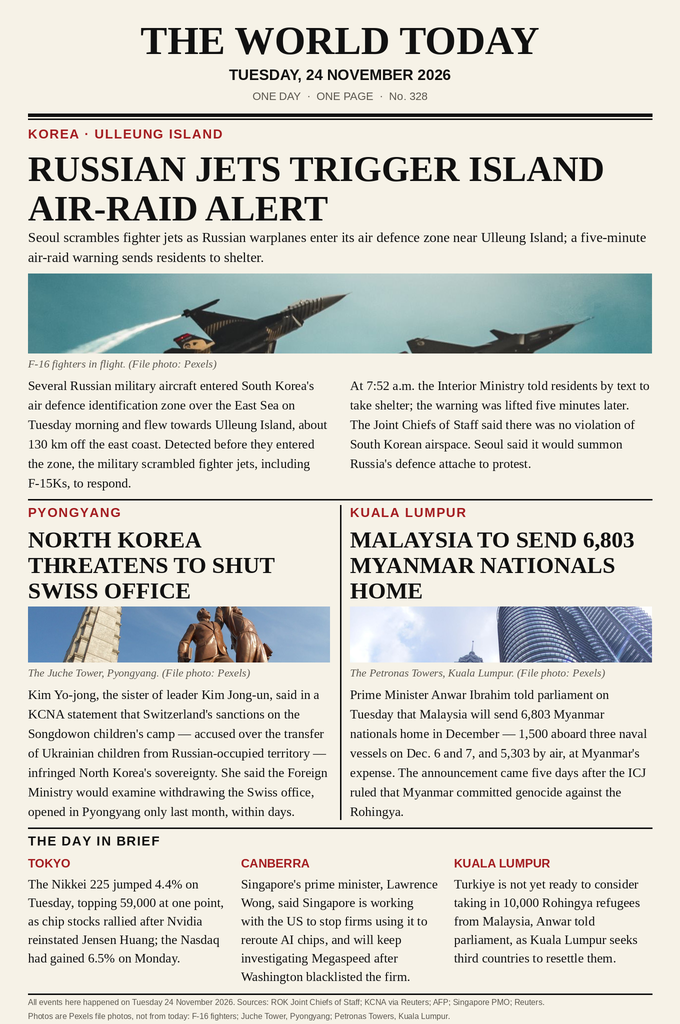 THE WORLD TODAY
TUESDAY, 24 NOVEMBER 2026
ONE DAY · ONE PAGE · No. 328
KOREA · ULLEUNG ISLAND
RUSSIAN JETS TRIGGER ISLAND
AIR-RAID ALERT
Seoul scrambles fighter jets as Russian warplanes enter its air defence zone near Ulleung Island; a five-minute
air-raid warning sends residents to shelter.
F-16 fighters in flight. (File photo: Pexels)
Several Russian military aircraft entered South Korea's
air defence identification zone over the East Sea on
Tuesday morning and flew towards Ulleung Island, about
130 km off the east coast. Detected before they entered
the zone, the military scrambled fighter jets, including
F-15Ks, to respond.
At 7:52 a.m. the Interior Ministry told residents by text to
take shelter; the warning was lifted five minutes later.
The Joint Chiefs of Staff said there was no violation of
South Korean airspace. Seoul said it would summon
Russia's defence attache to protest.
PYONGYANG
NORTH KOREA
THREATENS TO SHUT
SWISS OFFICE
The Juche Tower, Pyongyang. (File photo: Pexels)
Kim Yo-jong, the sister of leader Kim Jong-un, said in a
KCNA statement that Switzerland's sanctions on the
Songdowon children's camp — accused over the transfer
of Ukrainian children from Russian-occupied territory —
infringed North Korea's sovereignty. She said the Foreign
Ministry would examine withdrawing the Swiss office,
opened in Pyongyang only last month, within days.
KUALA LUMPUR
MALAYSIA TO SEND 6,803
MYANMAR NATIONALS
HOME
The Petronas Towers, Kuala Lumpur. (File photo: Pexels)
Prime Minister Anwar Ibrahim told parliament on
Tuesday that Malaysia will send 6,803 Myanmar
nationals home in December — 1,500 aboard three naval
vessels on Dec. 6 and 7, and 5,303 by air, at Myanmar's
expense. The announcement came five days after the ICJ
ruled that Myanmar committed genocide against the
Rohingya.
THE DAY IN BRIEF
TOKYO
The Nikkei 225 jumped 4.4% on
Tuesday, topping 59,000 at one point,
as chip stocks rallied after Nvidia
reinstated Jensen Huang; the Nasdaq
had gained 6.5% on Monday.
CANBERRA
Singapore's prime minister, Lawrence
Wong, said Singapore is working
with the US to stop firms using it to
reroute AI chips, and will keep
investigating Megaspeed after
Washington blacklisted the firm.
KUALA LUMPUR
Turkiye is not yet ready to consider
taking in 10,000 Rohingya refugees
from Malaysia, Anwar told
parliament, as Kuala Lumpur seeks
third countries to resettle them.
All events here happened on Tuesday 24 November 2026. Sources: ROK Joint Chiefs of Staff; KCNA via Reuters; AFP; Singapore PMO; Reuters.
Photos are Pexels file photos, not from today: F-16 fighters; Juche Tower, Pyongyang; Petronas Towers, Kuala Lumpur.